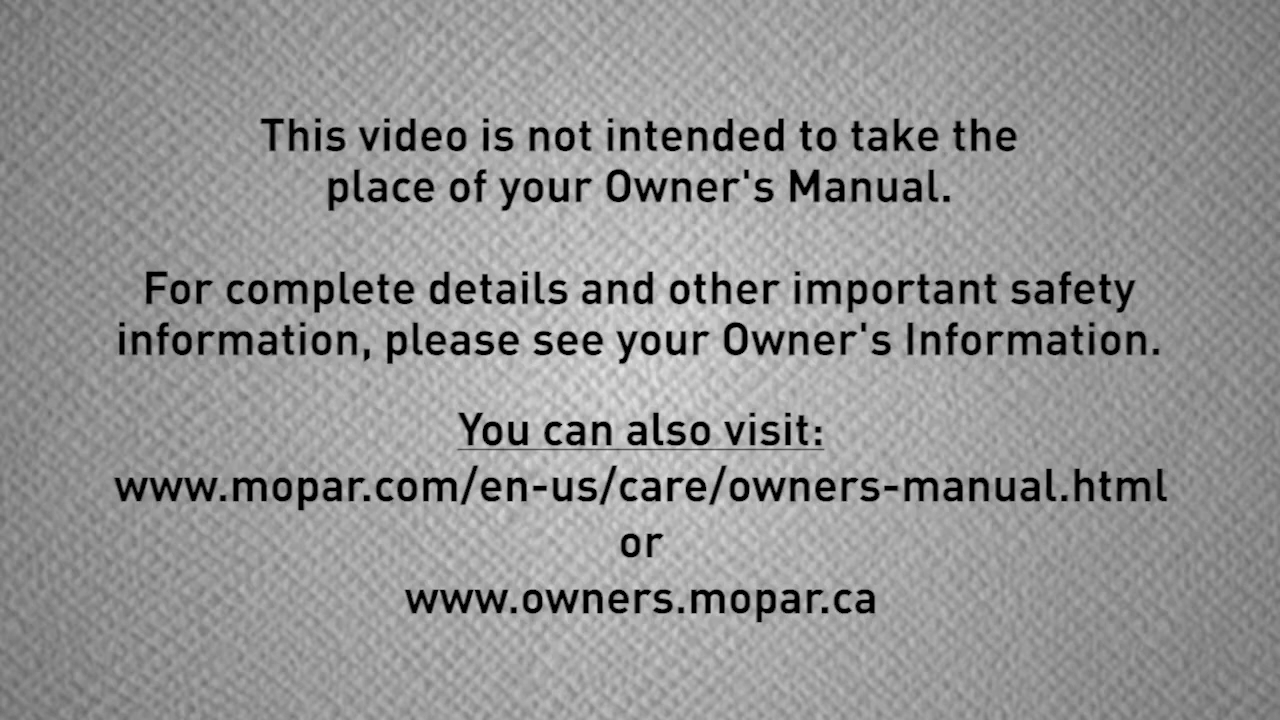 This video is not intended to take the
place of your Owner's Manual.
For complete details and other important safety
information, please see your Owner's Information.
You can also visit:
www.mopar.com/en-us/care/owners-manual.html
or
www.owners.mopar.ca